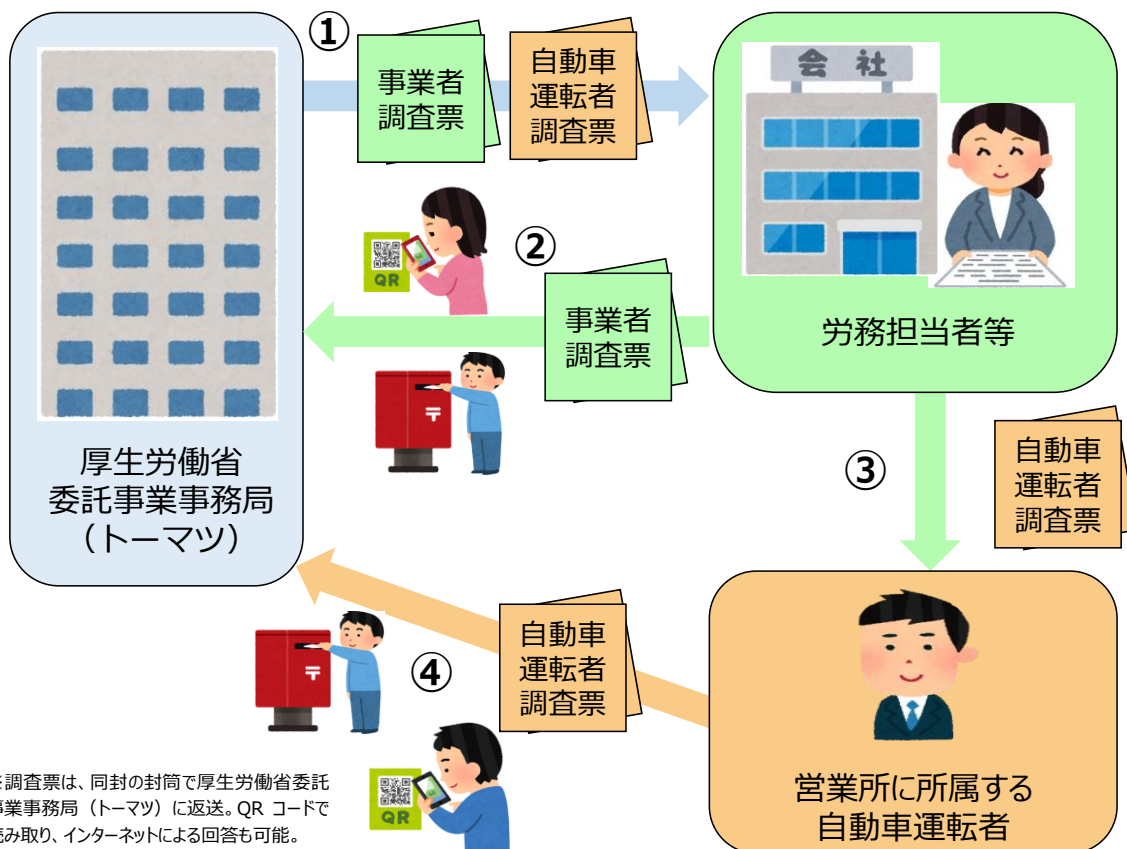 ①
事業者
調査票
自動車
運転者
調査票
会社
②
QR
事業者
調査票
労務担当者等
〒
厚生労働省
委託事業事務局
（トーマツ）
③
自動車
運転者
調査票
自動車
運転者
調査票
〒
④
QR
営業所に所属する
自動車運転者
調査票は、同封の封筒で厚生労働省委託
事業事務局（トーマツ）に返送。QR コードで
読み取り、インターネットによる回答も可能。